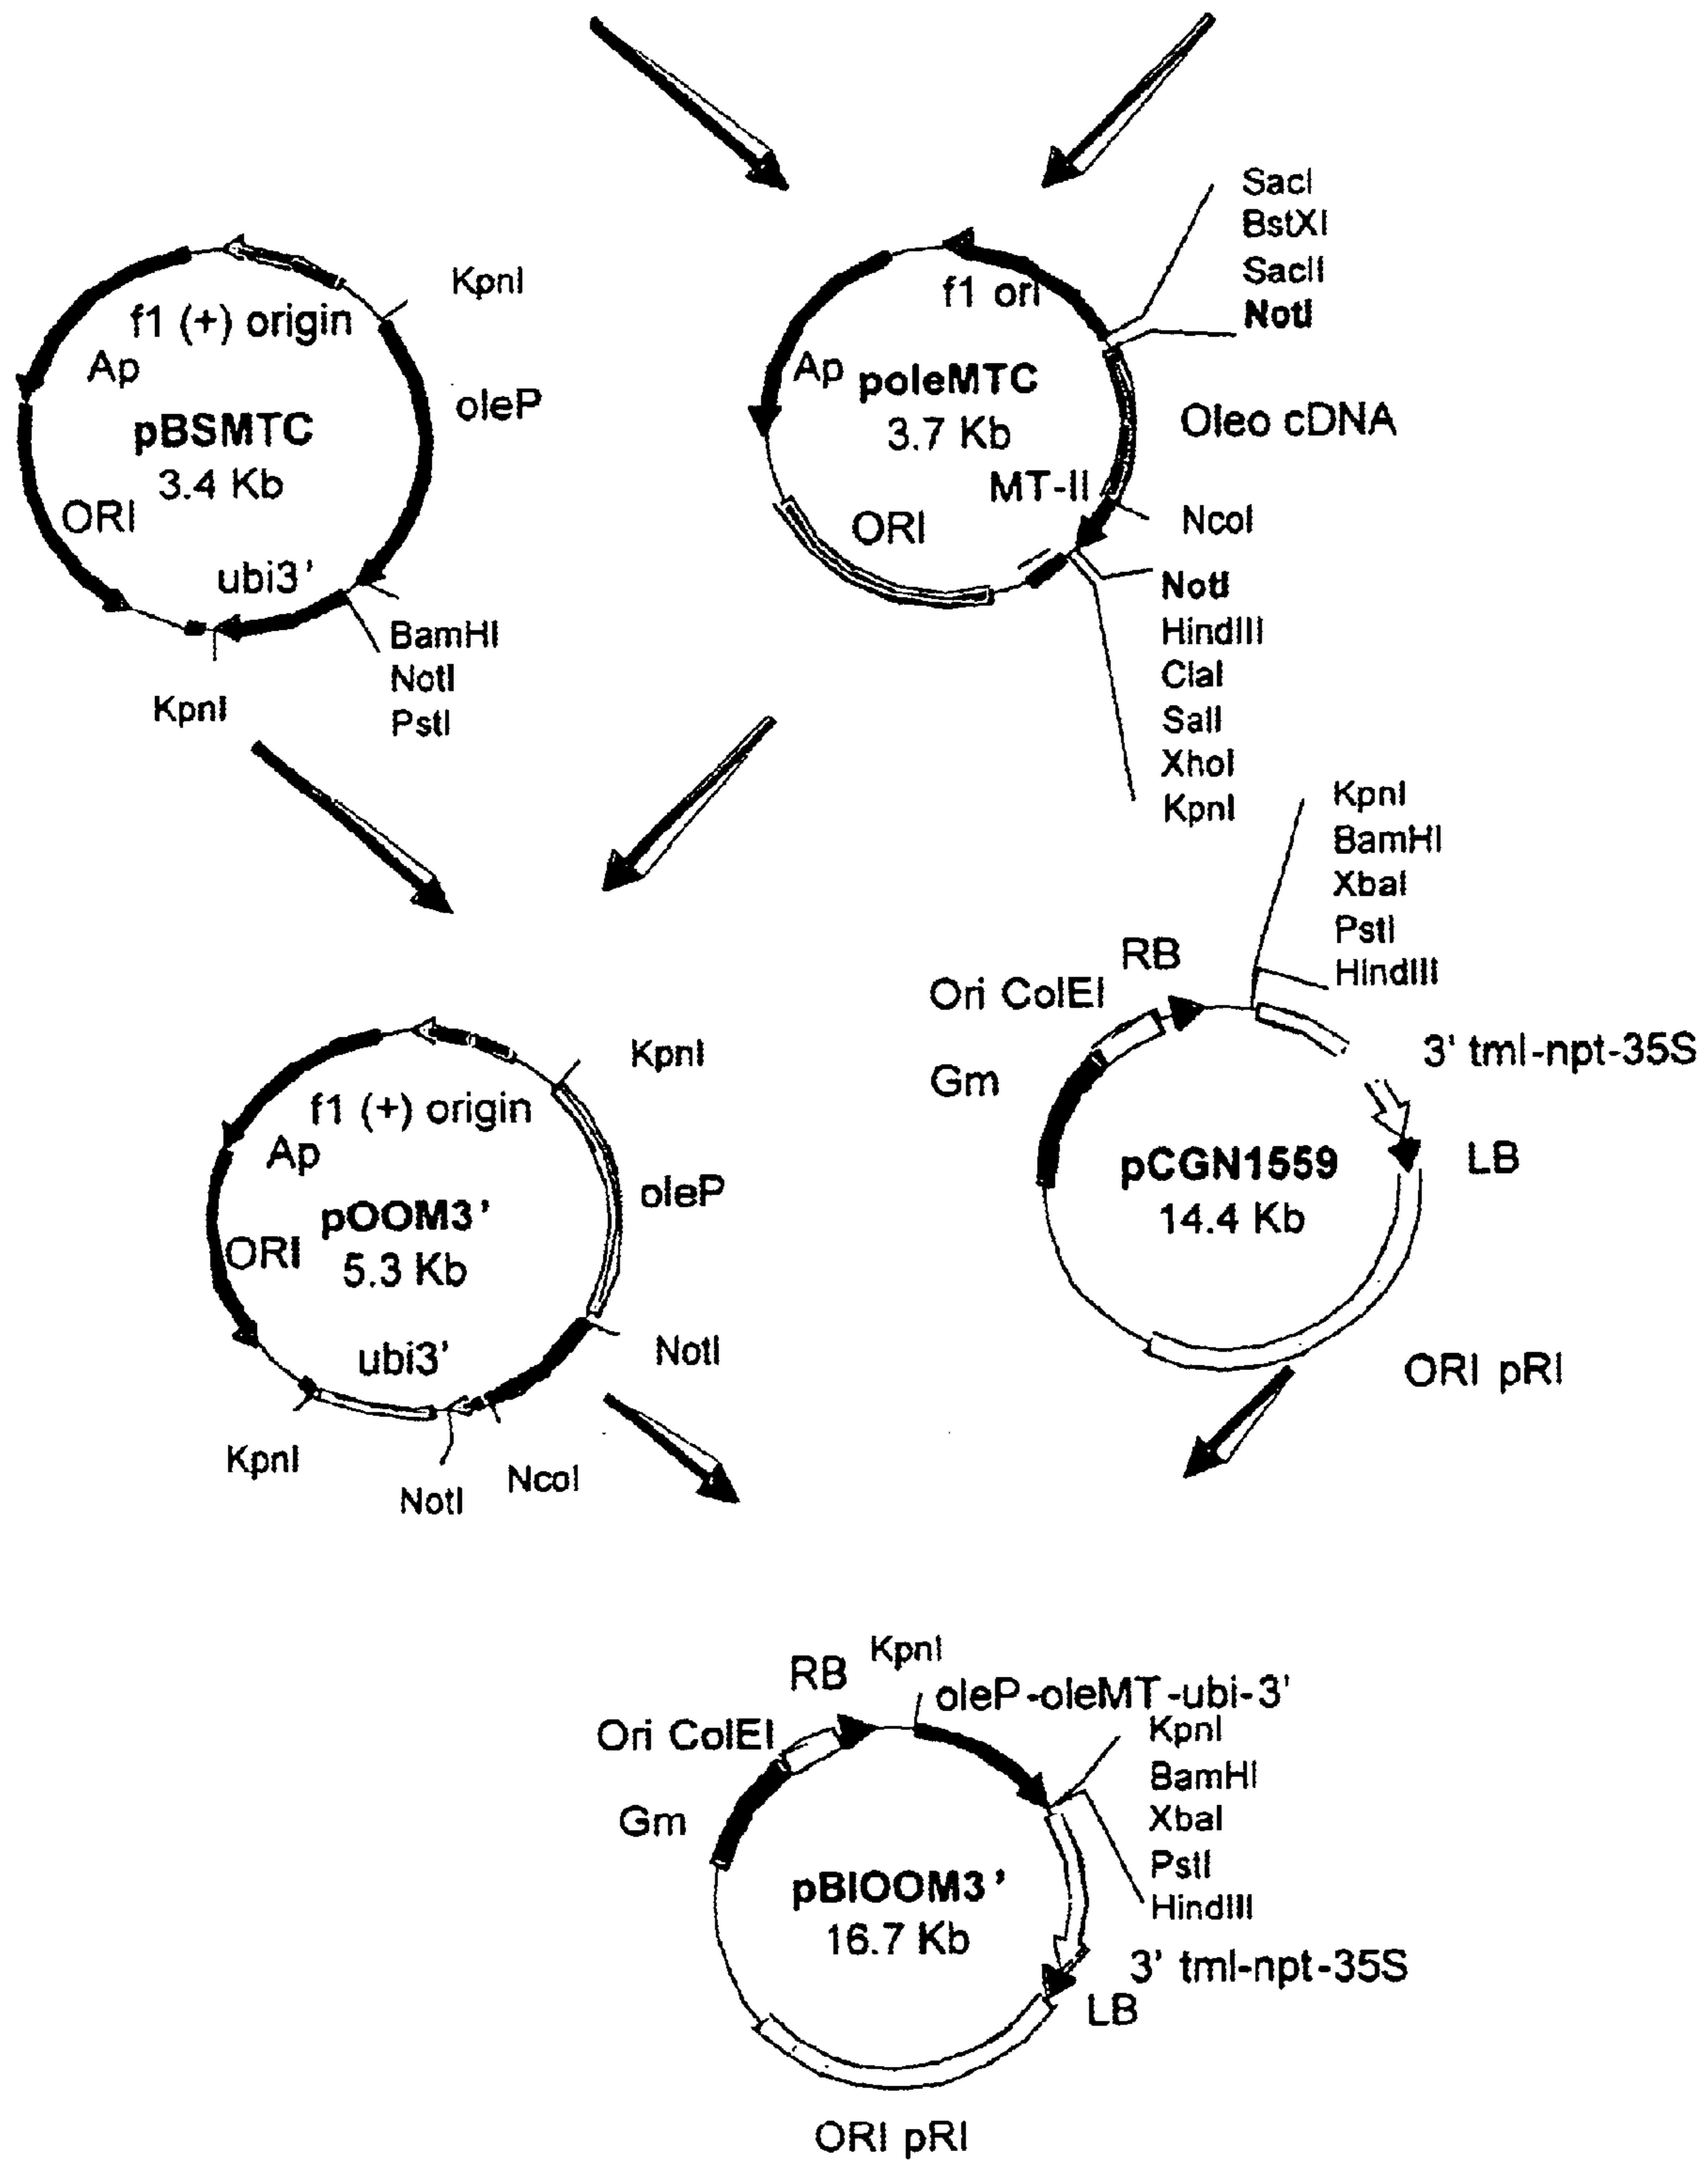 KpnI
f1 (+) origin
Ap
oleP
pBSMTC
3.4 Kb
ORI
ubi3'
BamHI
NotI
PstI
KpnI
SacI
BstXI
SacII
NotI
f1 ori
Ap
poleMTC
3.7 Kb
Oleo cDNA
MT-II
ORI
NcoI
NotI
HindIII
ClaI
SalI
XhoI
KpnI
KpnI
f1 (+) origin
Ap
oleP
pOOM3'
5.3 Kb
ORI
ubi3'
NotI
KpnI
NcoI
NotI
KpnI
BamHI
XbaI
PstI
HindIII
RB
Ori ColEI
3' tml-npt-35S
Gm
LB
pCGN1559
14.4 Kb
ORI pRI
KpnI
RB
oleP-oleMT-ubi-3'
Ori ColEI
KpnI
BamHI
XbaI
PstI
HindIII
Gm
pBIOOM3'
16.7 Kb
3' tml-npt-35S
LB
ORI pRI